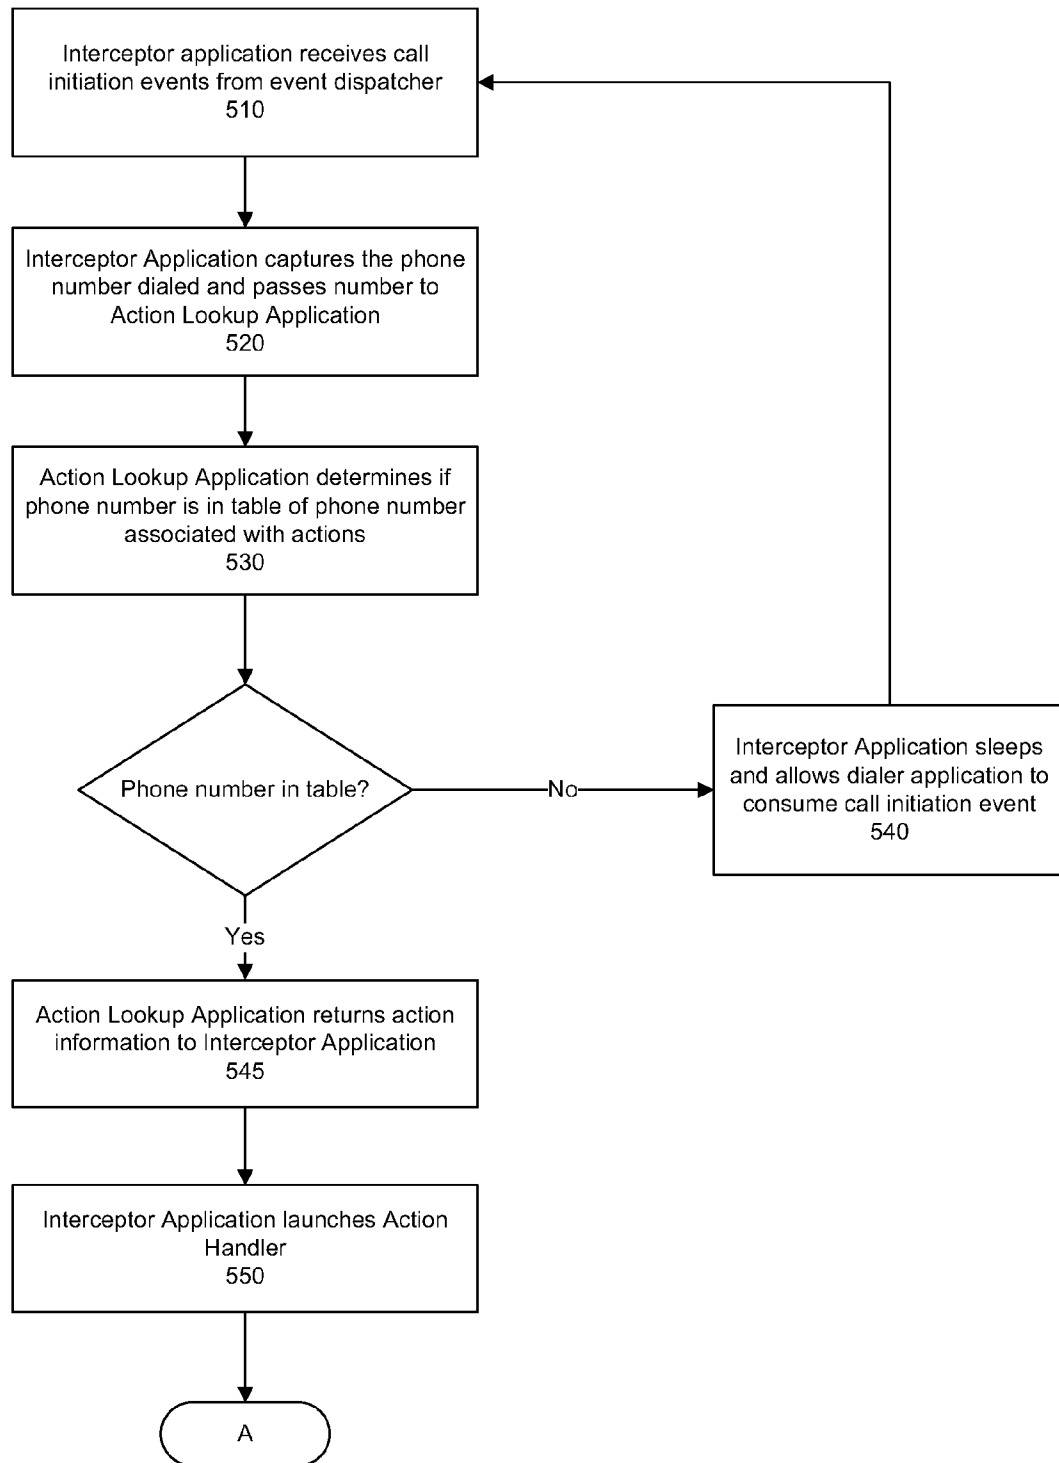 Interceptor application receives call
initiation events from event dispatcher
510
Interceptor Application captures the phone
number dialed and passes number to
Action Lookup Application
520
Action Lookup Application determines if
phone number is in table of phone number
associated with actions
530
Phone number in table?
No
Interceptor Application sleeps
and allows dialer application to
consume call initiation event
540
Yes
Action Lookup Application returns action
information to Interceptor Application
545
Interceptor Application launches Action
Handler
550
A